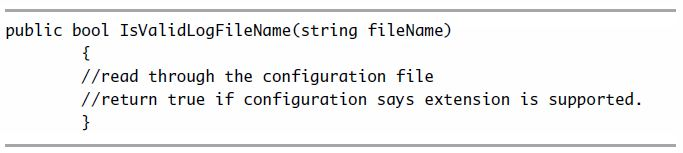 public bool IsValidLogFileName(string fileName)
{
//read through the configuration file
//return true if configuration says extension is supported.
}